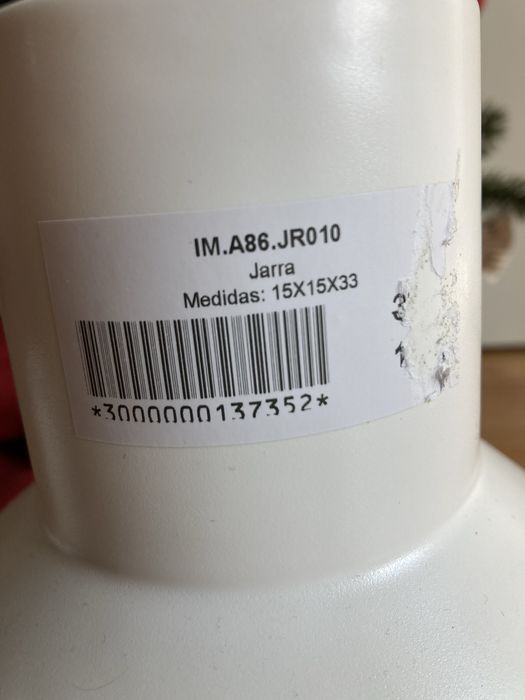 IM.A86.JR010
Jarra
Medidas: 15X15X33
*3000000137352*